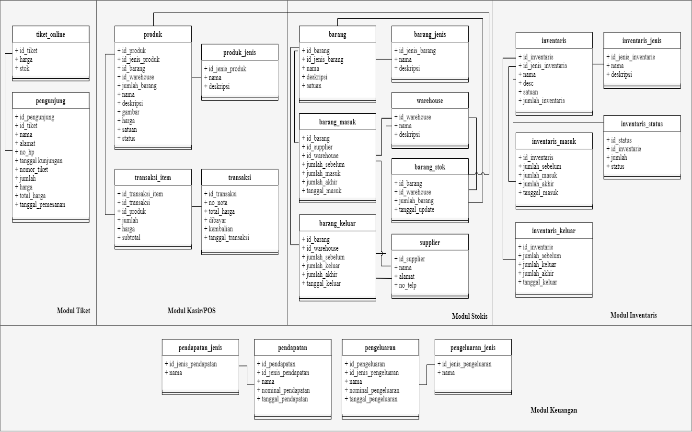 tiket_online
+ id_tiket
+ harga
+ stok
pengunjung
+ id_pengunjung
+ id_tiket
+ nama
+ alamat
+ no_hp
+ tanggal kunjungan
+ nomor_tiket
+ jumlah
+ harga
+ total_harga
+ tanggal_pemesanan
Modul Tiket
produk
+ id_produk
+ id_jenis_produk
+ id_barang
+ id_warehouse
+ jumlah_barang
+ nama
+ deskripsi
+ gambar
+ harga
+ satuan
+ status
produk_jenis
+ id_jenis_produk
+ nama
+ deskripsi
transaksi_item
+ id_transaksi_item
+ id_transaksi
+ id_produk
+ jumlah
+ harga
+ subtotal
transaksi
+ id_transaksi
+ no_nota
+ total_harga
+ dibayar
+ kembalian
+ tanggal_transaksi
Modul Kasir/POS
barang
+ id_barang
+ id_jenis_barang
+ nama
+ deskripsi
+ satuan
barang_jenis
+ id_jenis_barang
+ nama
+ deskripsi
barang_masuk
+ id_barang
+ id_supplier
+ id_warehouse
+ jumlah_sebelum
+ jumlah_masuk
+ jumlah_akhir
+ tanggal_masuk
warehouse
+ id_warehouse
+ nama
+ deskripsi
barang_stok
+ id_barang
+ id_warehouse
+ jumlah_barang
+ tanggal_update
barang_keluar
+ id_barang
+ id_warehouse
+ jumlah_sebelum
+ jumlah_keluar
+ jumlah_akhir
+ tanggal_keluar
supplier
+ id_supplier
+ nama
+ alamat
+ no_telp
Modul Stokis
inventaris
+ id_inventaris
+ id_jenis_inventaris
+ nama
+ desc
+ satuan
+ jumlah_inventaris
inventaris_jenis
+ id_jenis_inventaris
+ nama
+ deskripsi
inventaris_masuk
+ id_inventaris
+ jumlah_sebelum
+ jumlah_masuk
+ jumlah_akhir
+ tanggal_masuk
inventaris_status
+ id_status
+ id_inventaris
+ jumlah
+ status
inventaris_keluar
+ id_inventaris
+ jumlah_sebelum
+ jumlah_keluar
+ jumlah_akhir
+ tanggal_keluar
Modul Inventaris
pendapatan_jenis
+ id_jenis_pendapatan
+ nama
pendapatan
+ id_pendapatan
+ id_jenis_pendapatan
+ nama
+ nominal_pendapatan
+ tanggal_pendapatan
pengeluaran
+ id_pengeluaran
+ id_jenis_pengeluaran
+ nama
+ nominal_pengeluaran
+ tanggal_pengeluaran
pengeluaran_jenis
+ id_jenis_pengeluaran
+ nama
Modul Keuangan